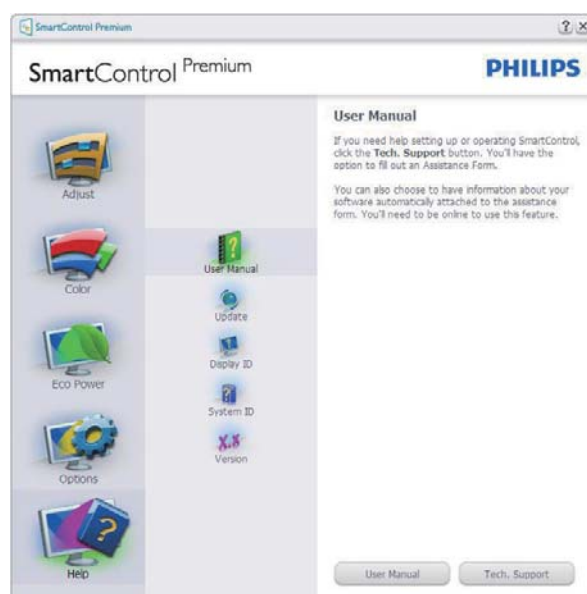 SmartControl Premium
? X
SmartControl Premium
PHILIPS
Adjust
Color
Eco Power
Options
Help
User Manual
Update
Display ID
System ID
X.X
Version
User Manual
If you need help setting up or operating SmartControl,
click the Tech. Support button. You'll have the
option to fill out an Assistance Form.
You can also choose to have information about your
software automatically attached to the assistance
form. You'll need to be online to use this feature.
User Manual
Tech. Support